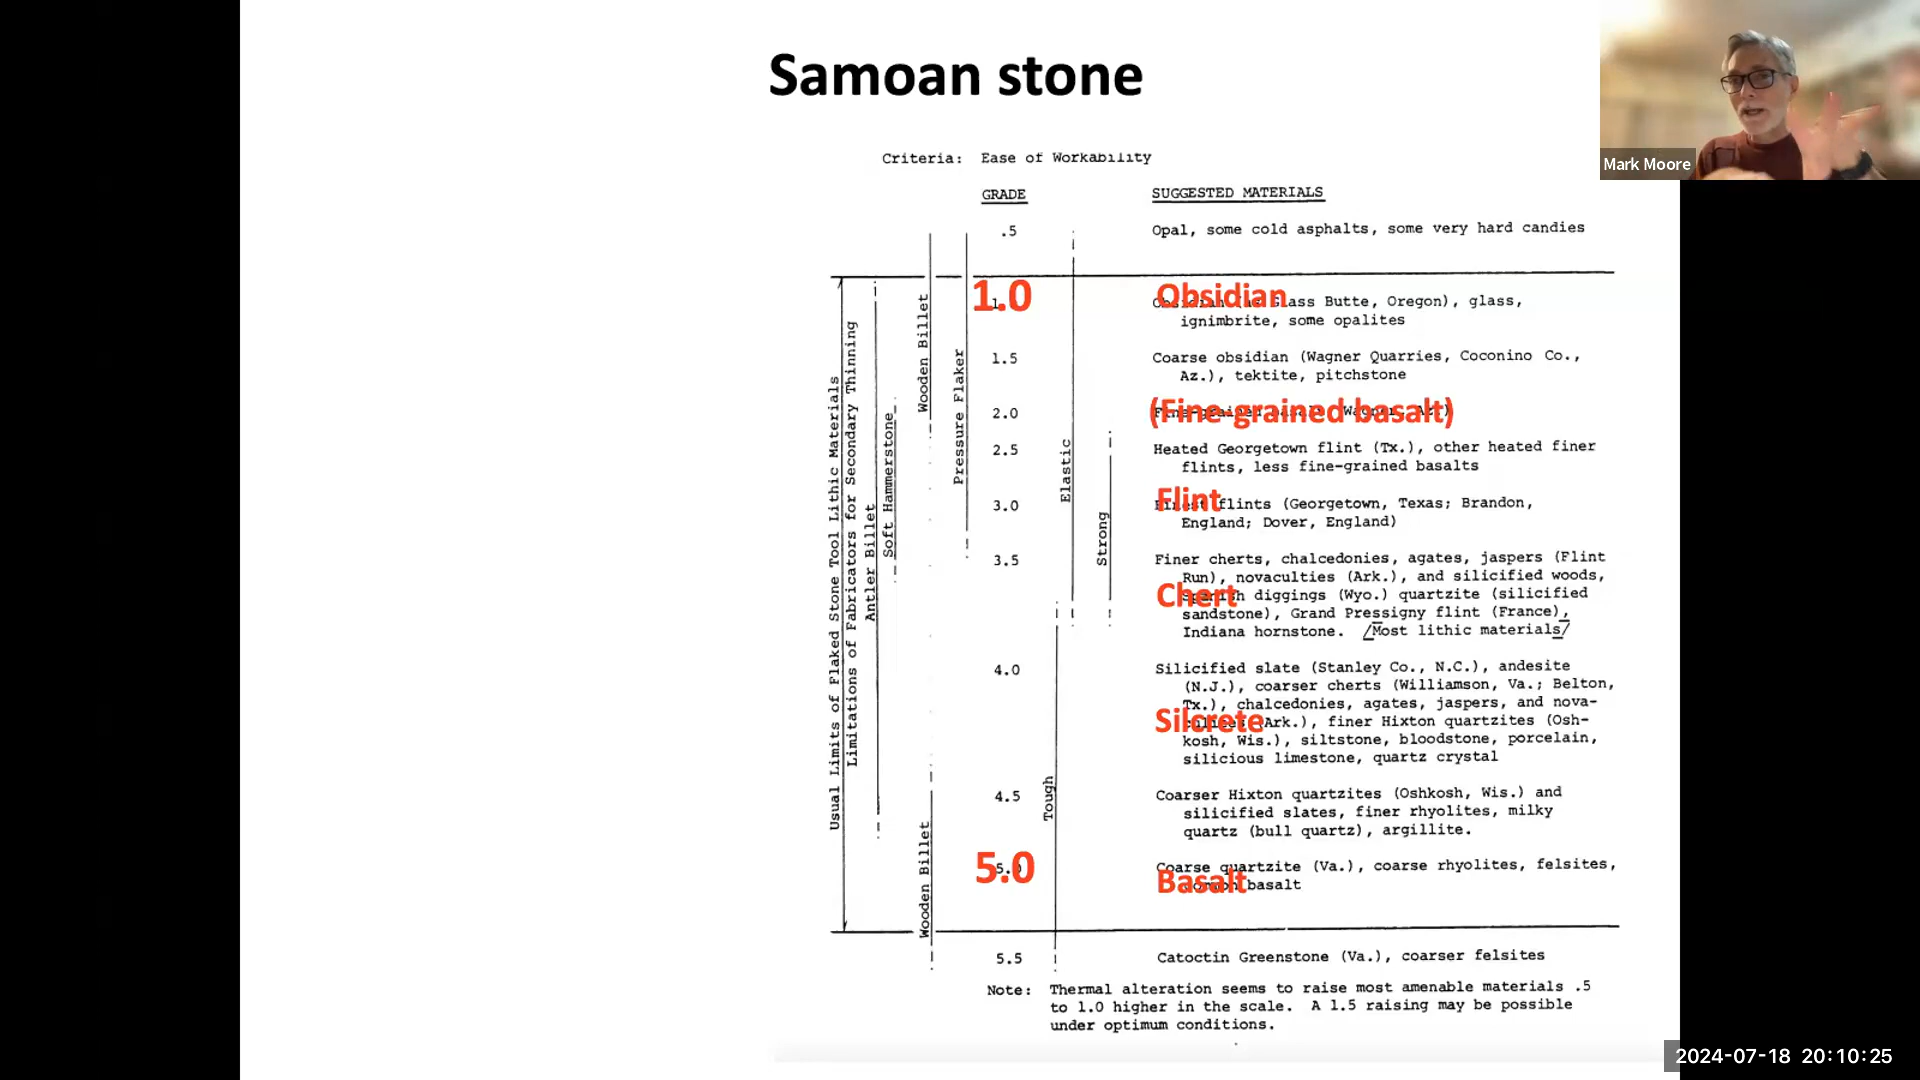 Samoan stone
Mark Moore
Criteria: Ease of Workability
GRADE
SUGGESTED MATERIALS
.5
Opal, some cold asphalts, some very hard candies
1.0
Obsidian
Glass Butte, Oregon), glass,
ignimbrite, some opalites
1.5
Coarse obsidian (Wagner Quarries, Coconino Co.,
Az.), tektite, pitchstone
2.0
(Fine-grained basalt)
2.5
Heated Georgetown flint (Tx.), other heated finer
flints, less fine-grained basalts
3.0
Flint
flints (Georgetown, Texas; Brandon,
England; Dover, England)
3.5
Finer cherts, chalcedonies, agates, jaspers (Flint
Run), novaculties (Ark.), and silicified woods,
Chert
diggings (Wyo.) quartzite (silicified
sandstone), Grand Pressigny flint (France),
Indiana hornstone. /Most lithic materials/
4.0
Silicified slate (Stanley Co., N.C.), andesite
(N.J.), coarser cherts (Williamson, Va.; Belton,
Tx.), chalcedonies, agates, jaspers, and nova-
Silcrete
(Ark.), finer Hixton quartzites (Osh-
kosh, Wis.), siltstone, bloodstone, porcelain,
silicious limestone, quartz crystal
4.5
Coarser Hixton quartzites (Oshkosh, Wis.) and
silicified slates, finer rhyolites, milky
quartz (bull quartz), argillite.
5.0
Coarse quartzite (Va.), coarse rhyolites, felsites,
Basalt
basalt
5.5
Catoctin Greenstone (Va.), coarser felsites
Note: Thermal alteration seems to raise most amenable materials .5
to 1.0 higher in the scale. A 1.5 raising may be possible
under optimum conditions.
Usual Limits of Flaked Stone Tool Lithic Materials
Limitations of Fabricators for Secondary Thinning
Antler Billet
Soft Hammerstone
Wooden Billet
Wooden Billet
Pressure Flaker
Tough
Elastic
Strong
2024-07-18 20:10:25